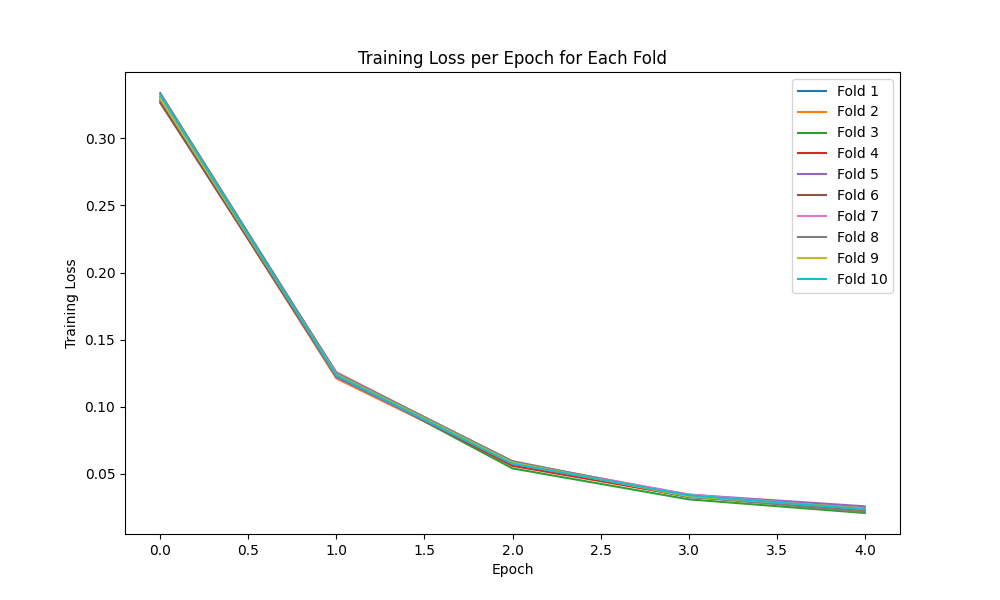 Training Loss per Epoch for Each Fold
Training Loss
0.30
0.25
0.20
0.15
0.10
0.05
0.0 0.5 1.0 1.5 2.0 2.5 3.0 3.5 4.0
Epoch
Fold 1
Fold 2
Fold 3
Fold 4
Fold 5
Fold 6
Fold 7
Fold 8
Fold 9
Fold 10